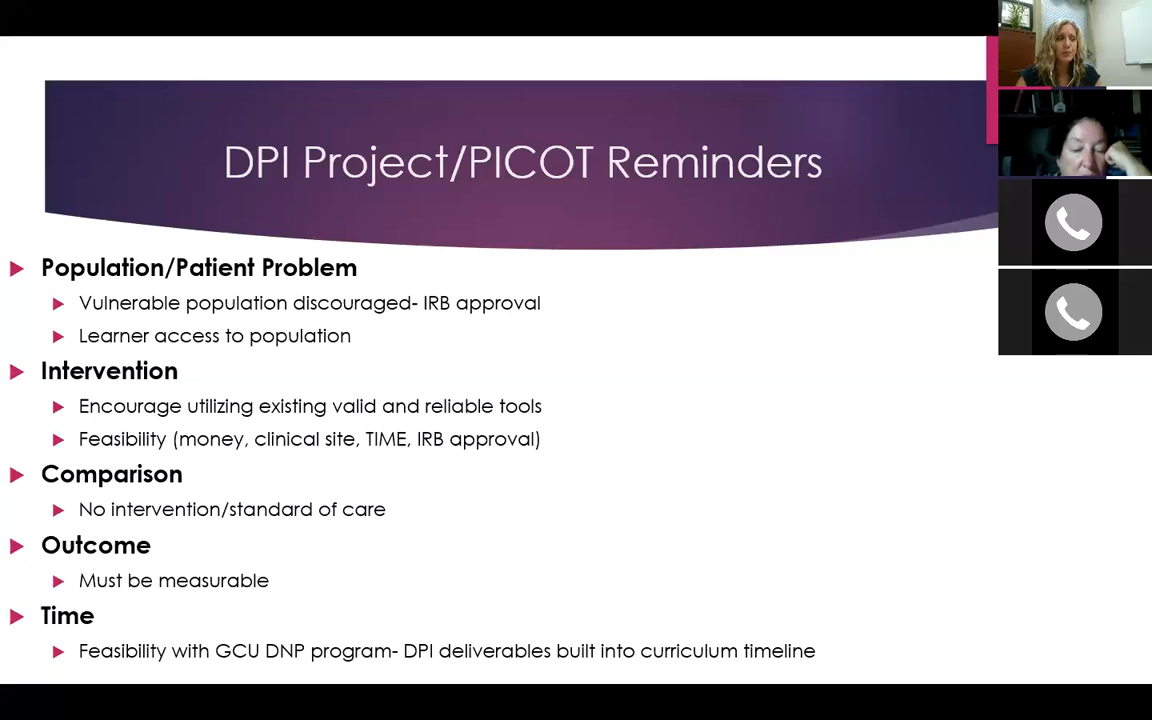 DPI Project/PICOT Reminders
Population/Patient Problem
Vulnerable population discouraged- IRB approval
Learner access to population
Intervention
Encourage utilizing existing valid and reliable tools
Feasibility (money, clinical site, TIME, IRB approval)
Comparison
No intervention/standard of care
Outcome
Must be measurable
Time
Feasibility with GCU DNP program- DPI deliverables built into curriculum timeline